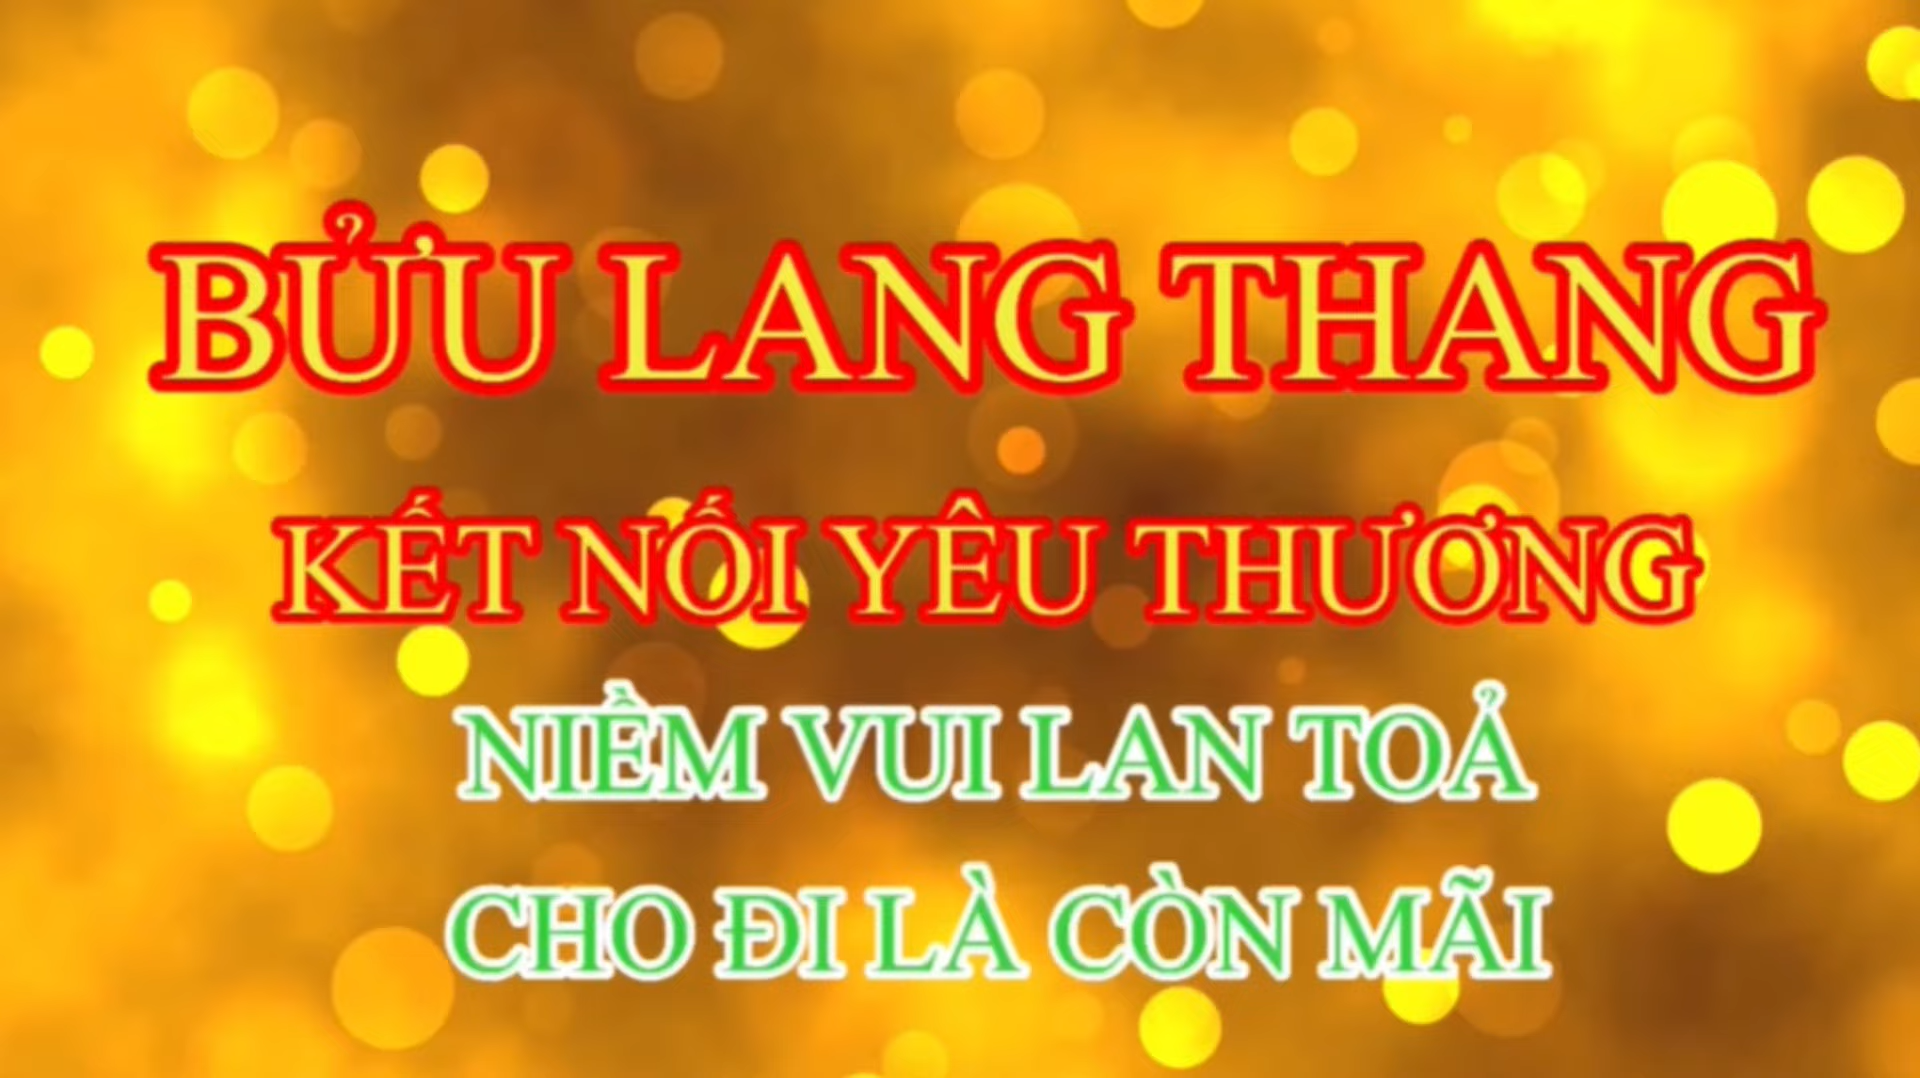 BỬU LANG THANG
KẾT NỐI YÊU THƯƠNG
NIỀM VUI LAN TOẢ
CHO ĐI LÀ CÒN MÃI